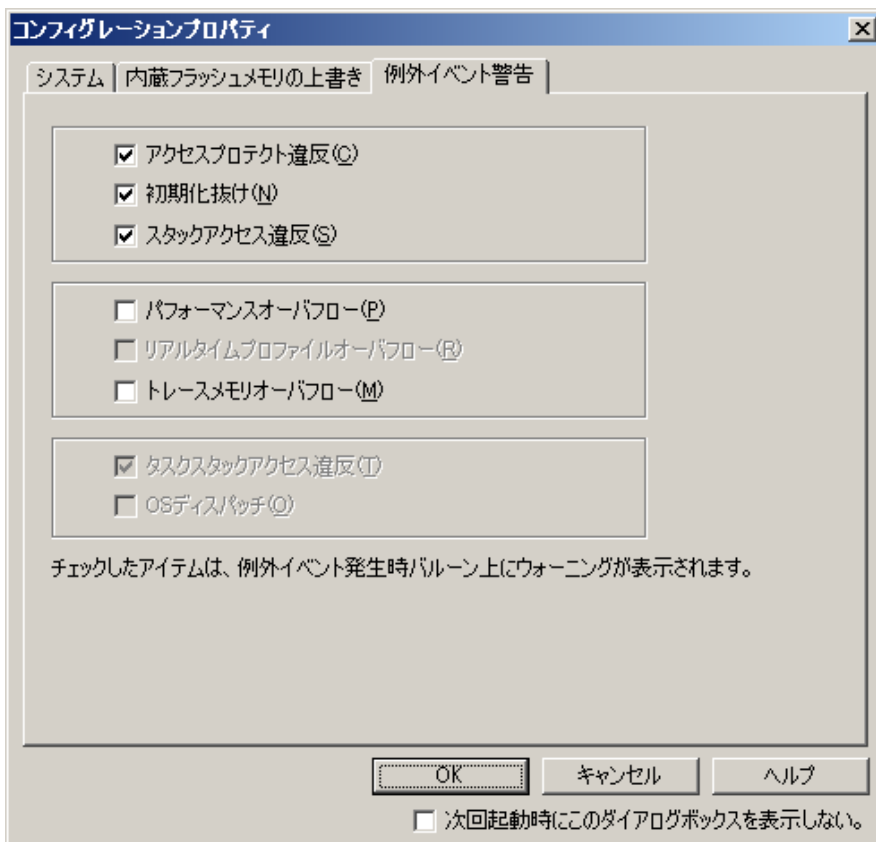 コンフィグレーションプロパティ
システム 内蔵フラッシュメモリの上書き 例外イベント警告
アクセスプロテクト違反(C)
初期化抜け(N)
スタックアクセス違反(S)
パフォーマンスオーバフロー(P)
リアルタイムプロファイルオーバフロー(R)
トレースメモリオーバフロー(M)
タスクスタックアクセス違反(T)
OSディスパッチ(O)
チェックしたアイテムは、例外イベント発生時バルーン上にウォーニングが表示されます。
OK キャンセル ヘルプ
次回起動時にこのダイアログボックスを表示しない。